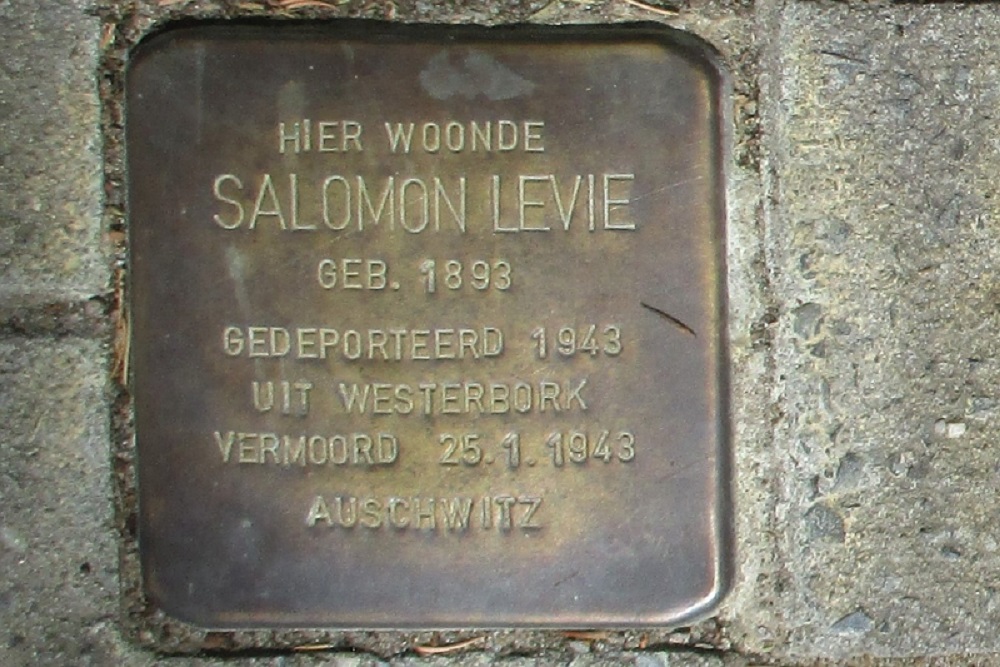 HIER WOONDE
SALOMON LEVIE
GEB. 1893
GEDEPORTEERD 1943
UIT WESTERBORK
VERMOORD 25.1.1943
AUSCHWITZ